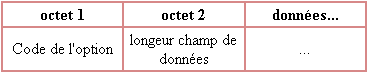 octet 1 octet 2 données...
Code de l'option longeur champ de données ...